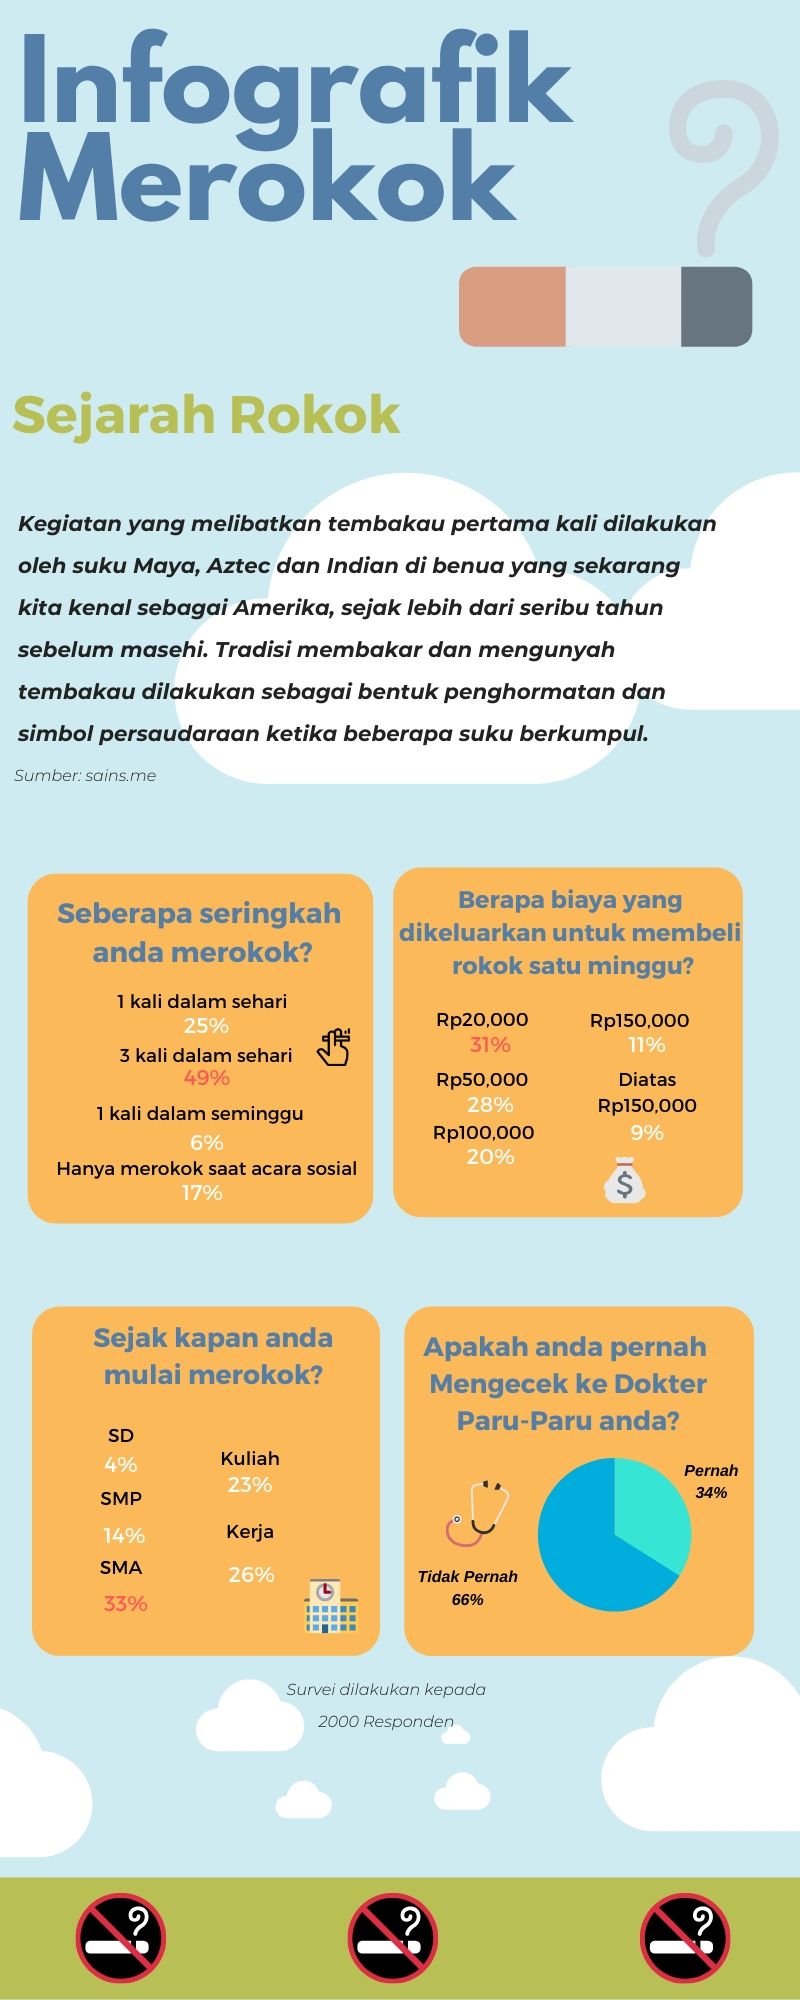 Infografik
Merokok
Sejarah Rokok
Kegiatan yang melibatkan tembakau pertama kali dilakukan
oleh suku Maya, Aztec dan Indian di benua yang sekarang
kita kenal sebagai Amerika, sejak lebih dari seribu tahun
sebelum masehi. Tradisi membakar dan mengunyah
tembakau dilakukan sebagai bentuk penghormatan dan
simbol persaudaraan ketika beberapa suku berkumpul.
Sumber: sains.me
Seberapa seringkah
anda merokok?
1 kali dalam sehari
25%
3 kali dalam sehari
49%
1 kali dalam seminggu
6%
Hanya merokok saat acara sosial
17%
Berapa biaya yang
dikeluarkan untuk membeli
rokok satu minggu?
Rp20,000
31%
Rp50,000
28%
Rp100,000
20%
Rp150,000
11%
Diatas
Rp150,000
9%
$
Sejak kapan anda
mulai merokok?
SD
4%
SMP
14%
SMA
33%
Kuliah
23%
Kerja
26%
Apakah anda pernah
Mengecek ke Dokter
Paru-Paru anda?
Pernah
34%
Tidak Pernah
66%
Survei dilakukan kepada
2000 Responden